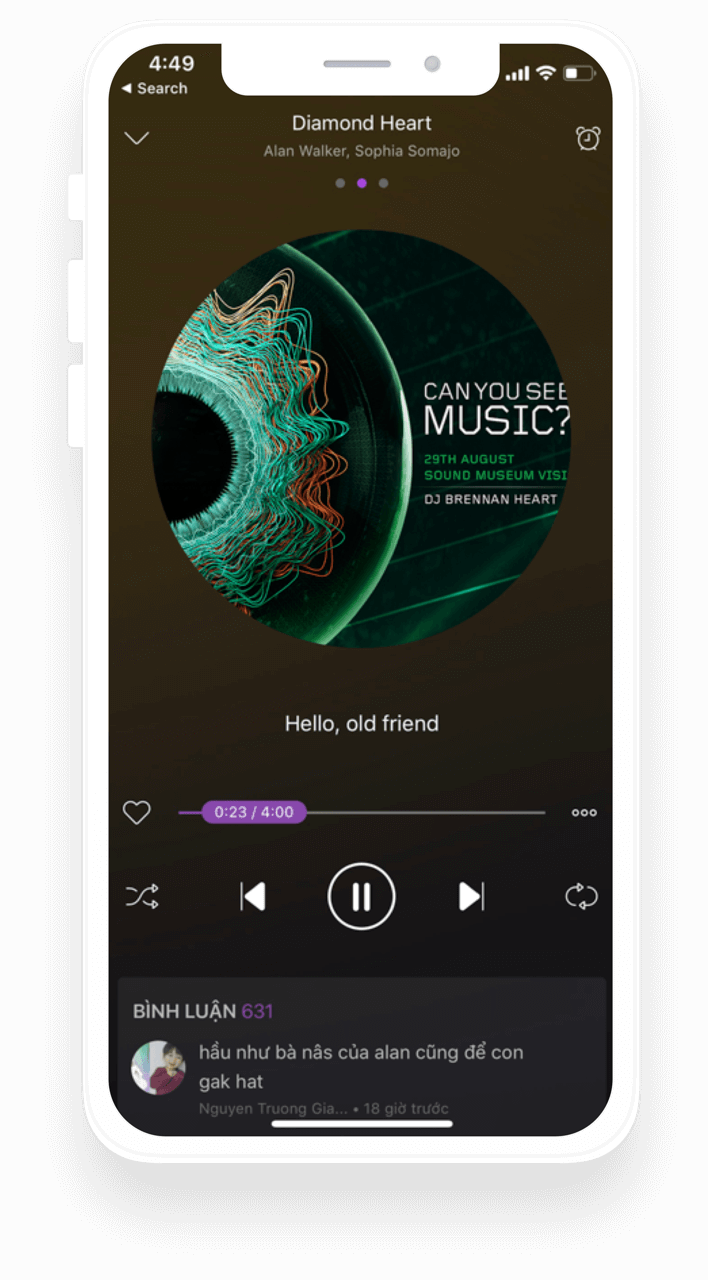 4:49
◀ Search
Diamond Heart
Alan Walker, Sophia Somajo
CAN YOU SEE
MUSIC?
29TH AUGUST
SOUND MUSEUM VISI
DJ BRENNAN HEART
Hello, old friend
0:23 / 4:00
BÌNH LUẬN 631
hầu như bà nâs của alan cũng để con
gak hat
Nguyen Truong Gia... • 18 giờ trước